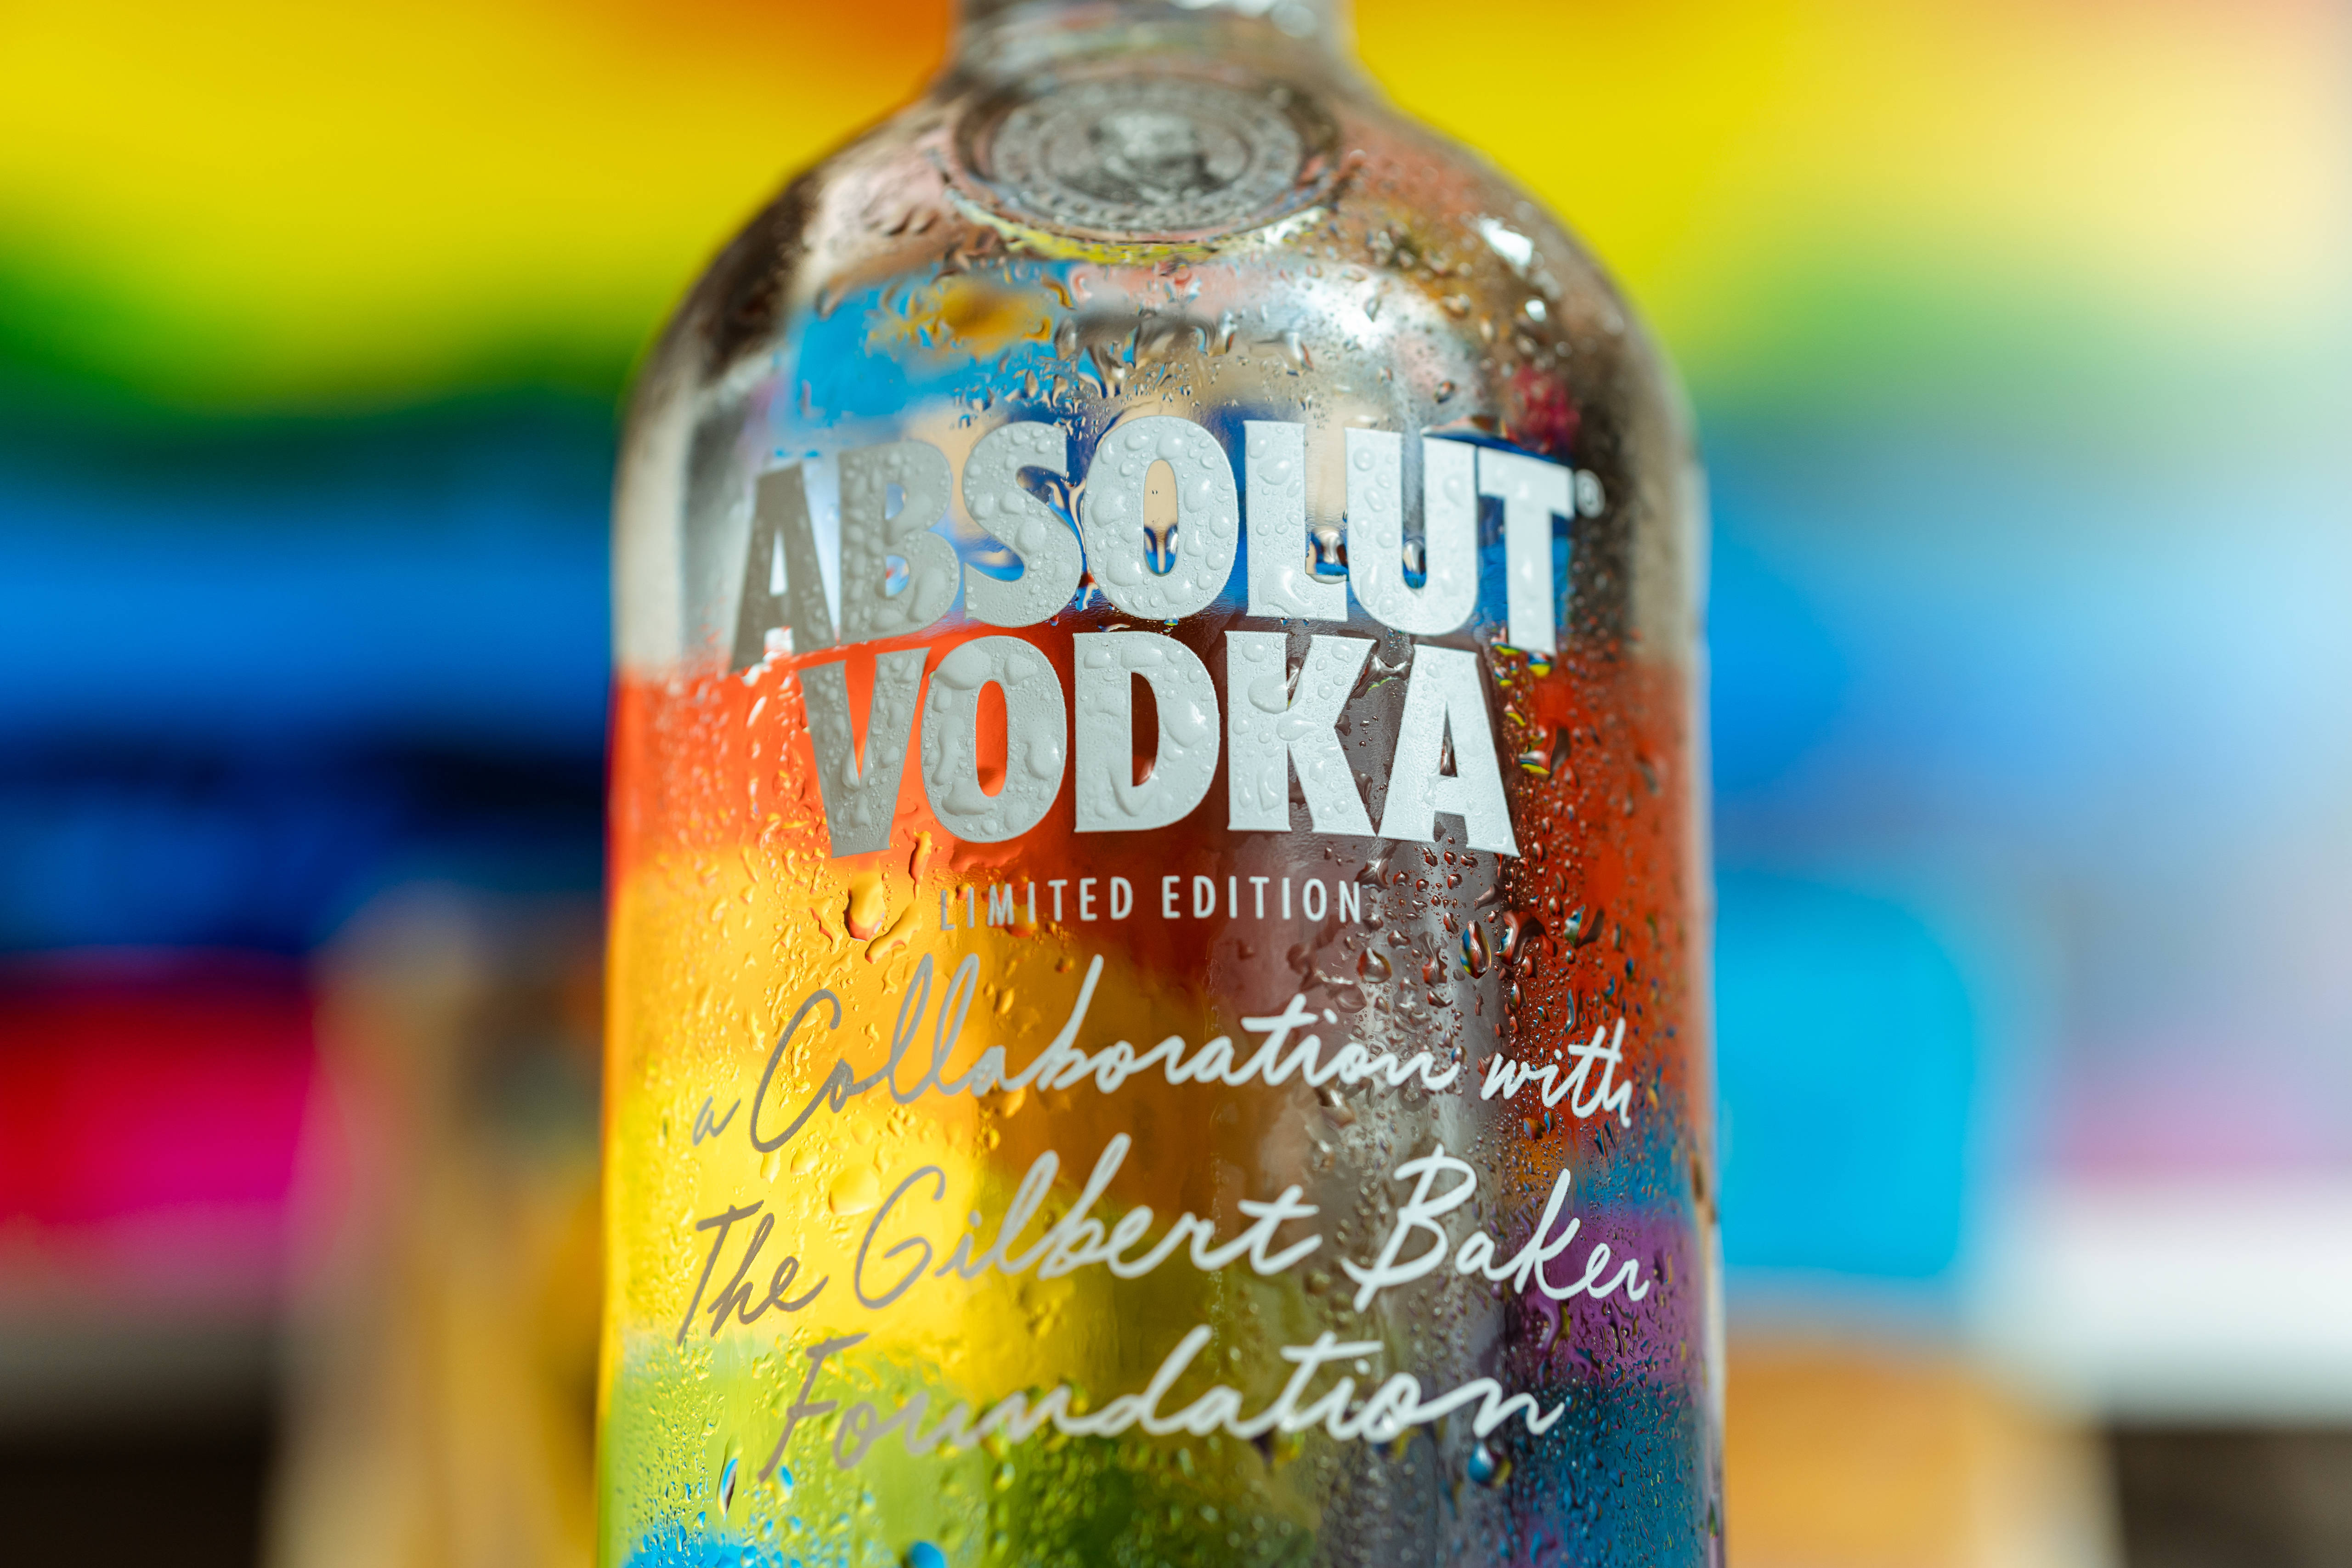 ABSOLUT®
VODKA
LIMITED EDITION
a Collaboration with
The Gilbert Baker
Foundation